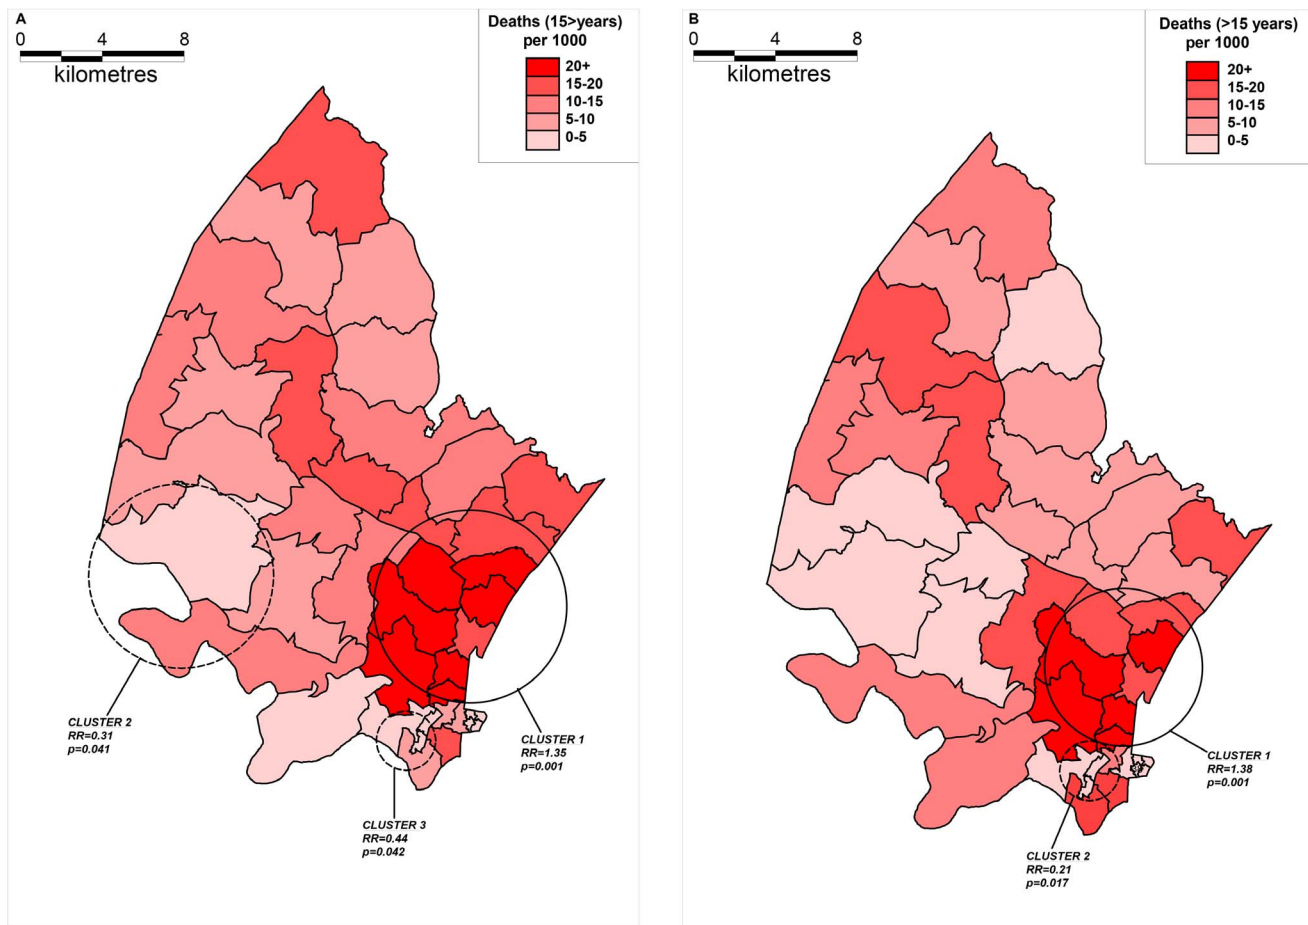 A
Deaths (15>years)
per 1000
0 4 8
kilometres
20+
15-20
10-15
5-10
0-5
CLUSTER 2
RR=0.31
p=0.041
CLUSTER 1
RR=1.35
p=0.001
CLUSTER 3
RR=0.44
p=0.042
B
Deaths (>15 years)
per 1000
0 4 8
kilometres
20+
15-20
10-15
5-10
0-5
CLUSTER 1
RR=1.38
p=0.001
CLUSTER 2
RR=0.21
p=0.017